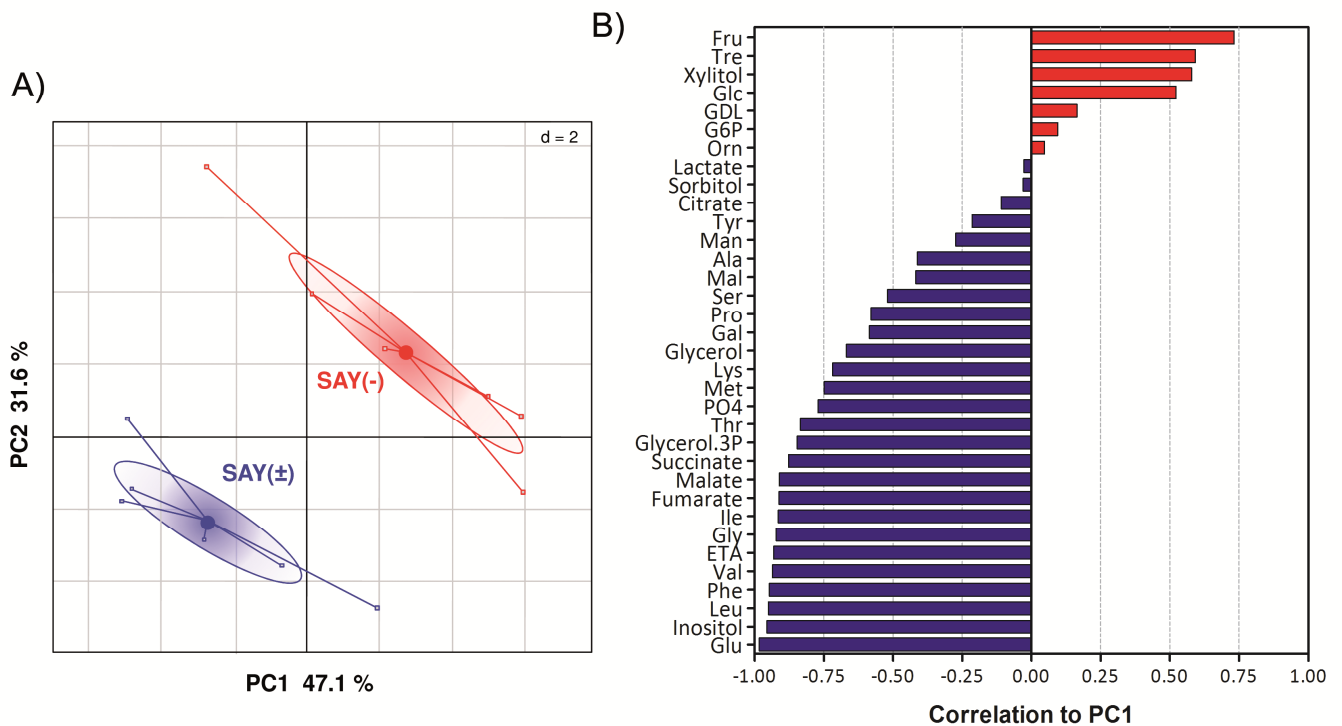 A)
d = 2
SAY(-)
SAY(±)
PC2 31.6 %
PC1 47.1 %
B)
Fru
Tre
Xylitol
Glc
GDL
G6P
Orn
Lactate
Sorbitol
Citrate
Tyr
Man
Ala
Mal
Ser
Pro
Gal
Glycerol
Lys
Met
PO4
Thr
Glycerol.3P
Succinate
Malate
Fumarate
Ile
Gly
ETA
Val
Phe
Leu
Inositol
Glu
-1.00 -0.75 -0.50 -0.25 0.00 0.25 0.50 0.75 1.00
Correlation to PC1